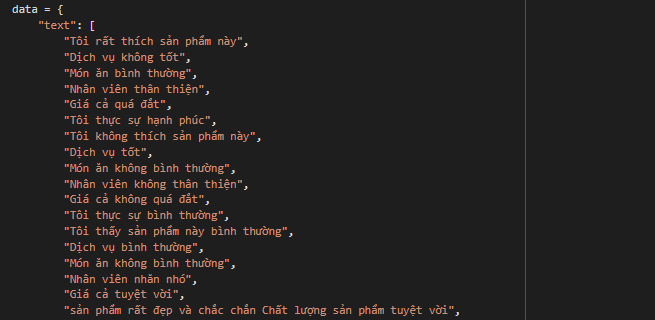 data = {
"text": [
"Tôi rất thích sản phẩm này",
"Dịch vụ không tốt",
"Món ăn bình thường",
"Nhân viên thân thiện",
"Giá cả quá đắt",
"Tôi thực sự hạnh phúc",
"Tôi không thích sản phẩm này",
"Dịch vụ tốt",
"Món ăn không bình thường",
"Nhân viên không thân thiện",
"Giá cả không quá đắt",
"Tôi thực sự bình thường",
"Tôi thấy sản phẩm này bình thường",
"Dịch vụ bình thường",
"Món ăn không bình thường",
"Nhân viên nhăn nhó",
"Giá cả tuyệt vời",
"sản phẩm rất đẹp và chắc chắn Chất lượng sản phẩm tuyệt vời",